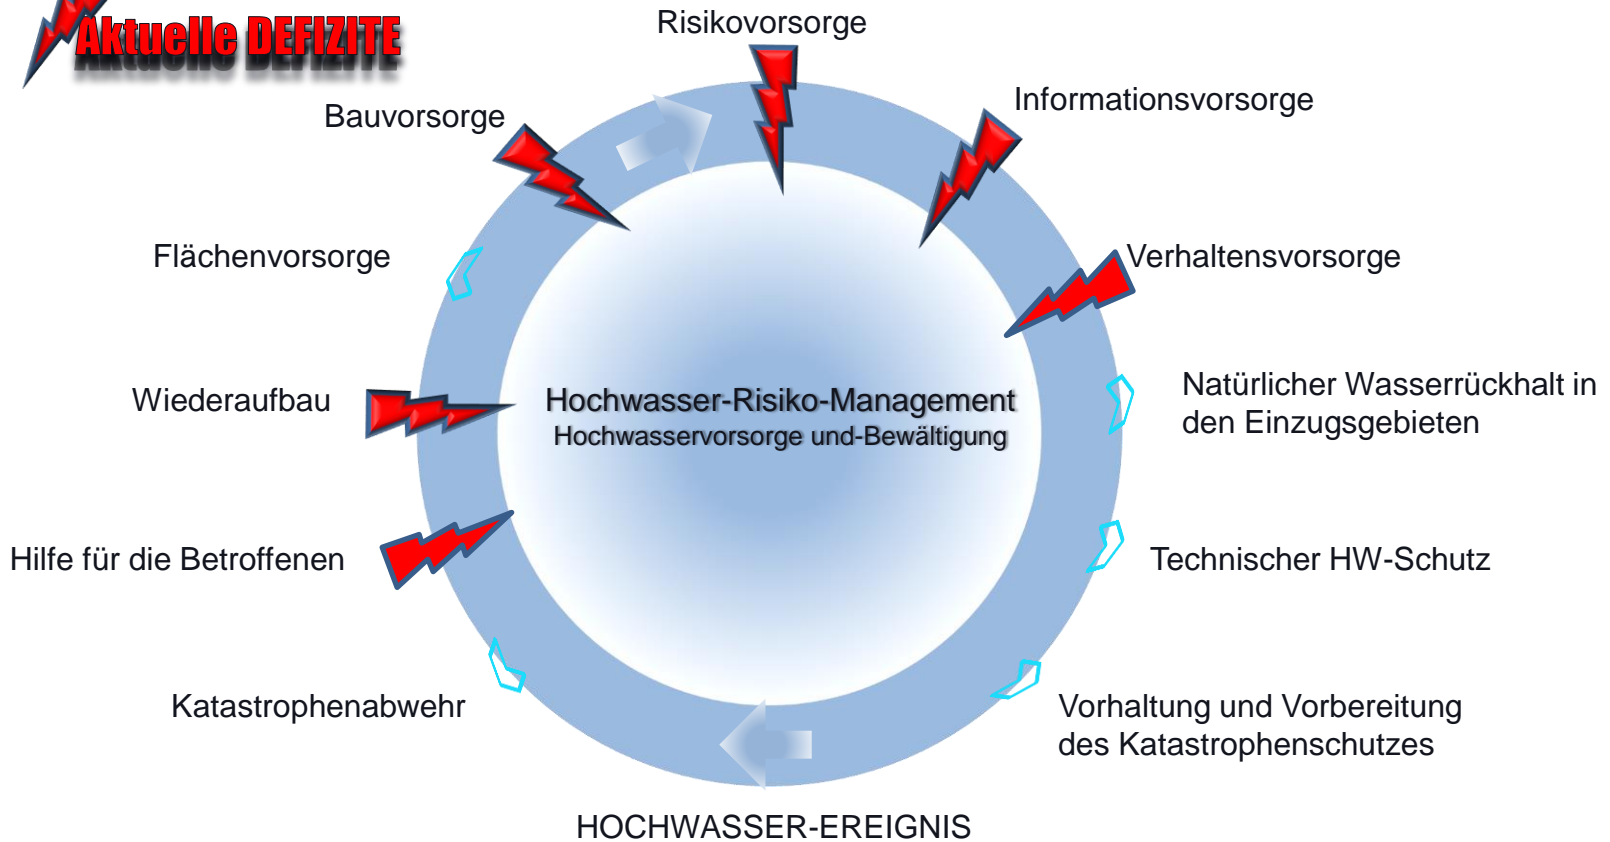 Aktuelle DEFIZITE
Risikovorsorge
Informationsvorsorge
Bauvorsorge
Verhaltensvorsorge
Flächenvorsorge
Natürlicher Wasserrückhalt in
den Einzugsgebieten
Wiederaufbau
Hochwasser-Risiko-Management
Hochwasservorsorge und-Bewältigung
Hilfe für die Betroffenen
Technischer HW-Schutz
Katastrophenabwehr
Vorhaltung und Vorbereitung
des Katastrophenschutzes
HOCHWASSER-EREIGNIS